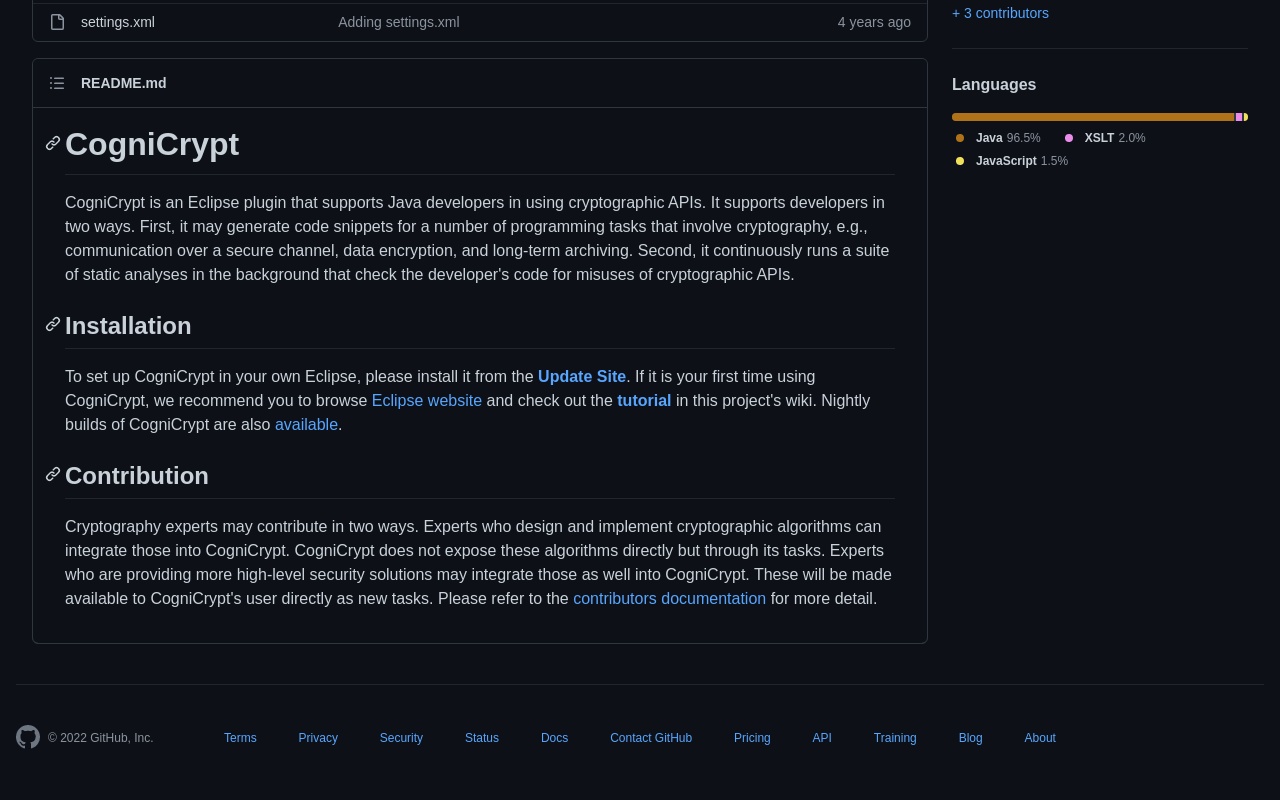 settings.xml Adding settings.xml 4 years ago
+ 3 contributors
README.md
CogniCrypt
CogniCrypt is an Eclipse plugin that supports Java developers in using cryptographic APIs. It supports developers in
two ways. First, it may generate code snippets for a number of programming tasks that involve cryptography, e.g.,
communication over a secure channel, data encryption, and long-term archiving. Second, it continuously runs a suite
of static analyses in the background that check the developer's code for misuses of cryptographic APIs.
Installation
To set up CogniCrypt in your own Eclipse, please install it from the Update Site. If it is your first time using
CogniCrypt, we recommend you to browse Eclipse website and check out the tutorial in this project's wiki. Nightly
builds of CogniCrypt are also available.
Contribution
Cryptography experts may contribute in two ways. Experts who design and implement cryptographic algorithms can
integrate those into CogniCrypt. CogniCrypt does not expose these algorithms directly but through its tasks. Experts
who are providing more high-level security solutions may integrate those as well into CogniCrypt. These will be made
available to CogniCrypt's user directly as new tasks. Please refer to the contributors documentation for more detail.
Languages
Java 96.5% XSLT 2.0%
JavaScript 1.5%
© 2022 GitHub, Inc. Terms Privacy Security Status Docs Contact GitHub Pricing API Training Blog About